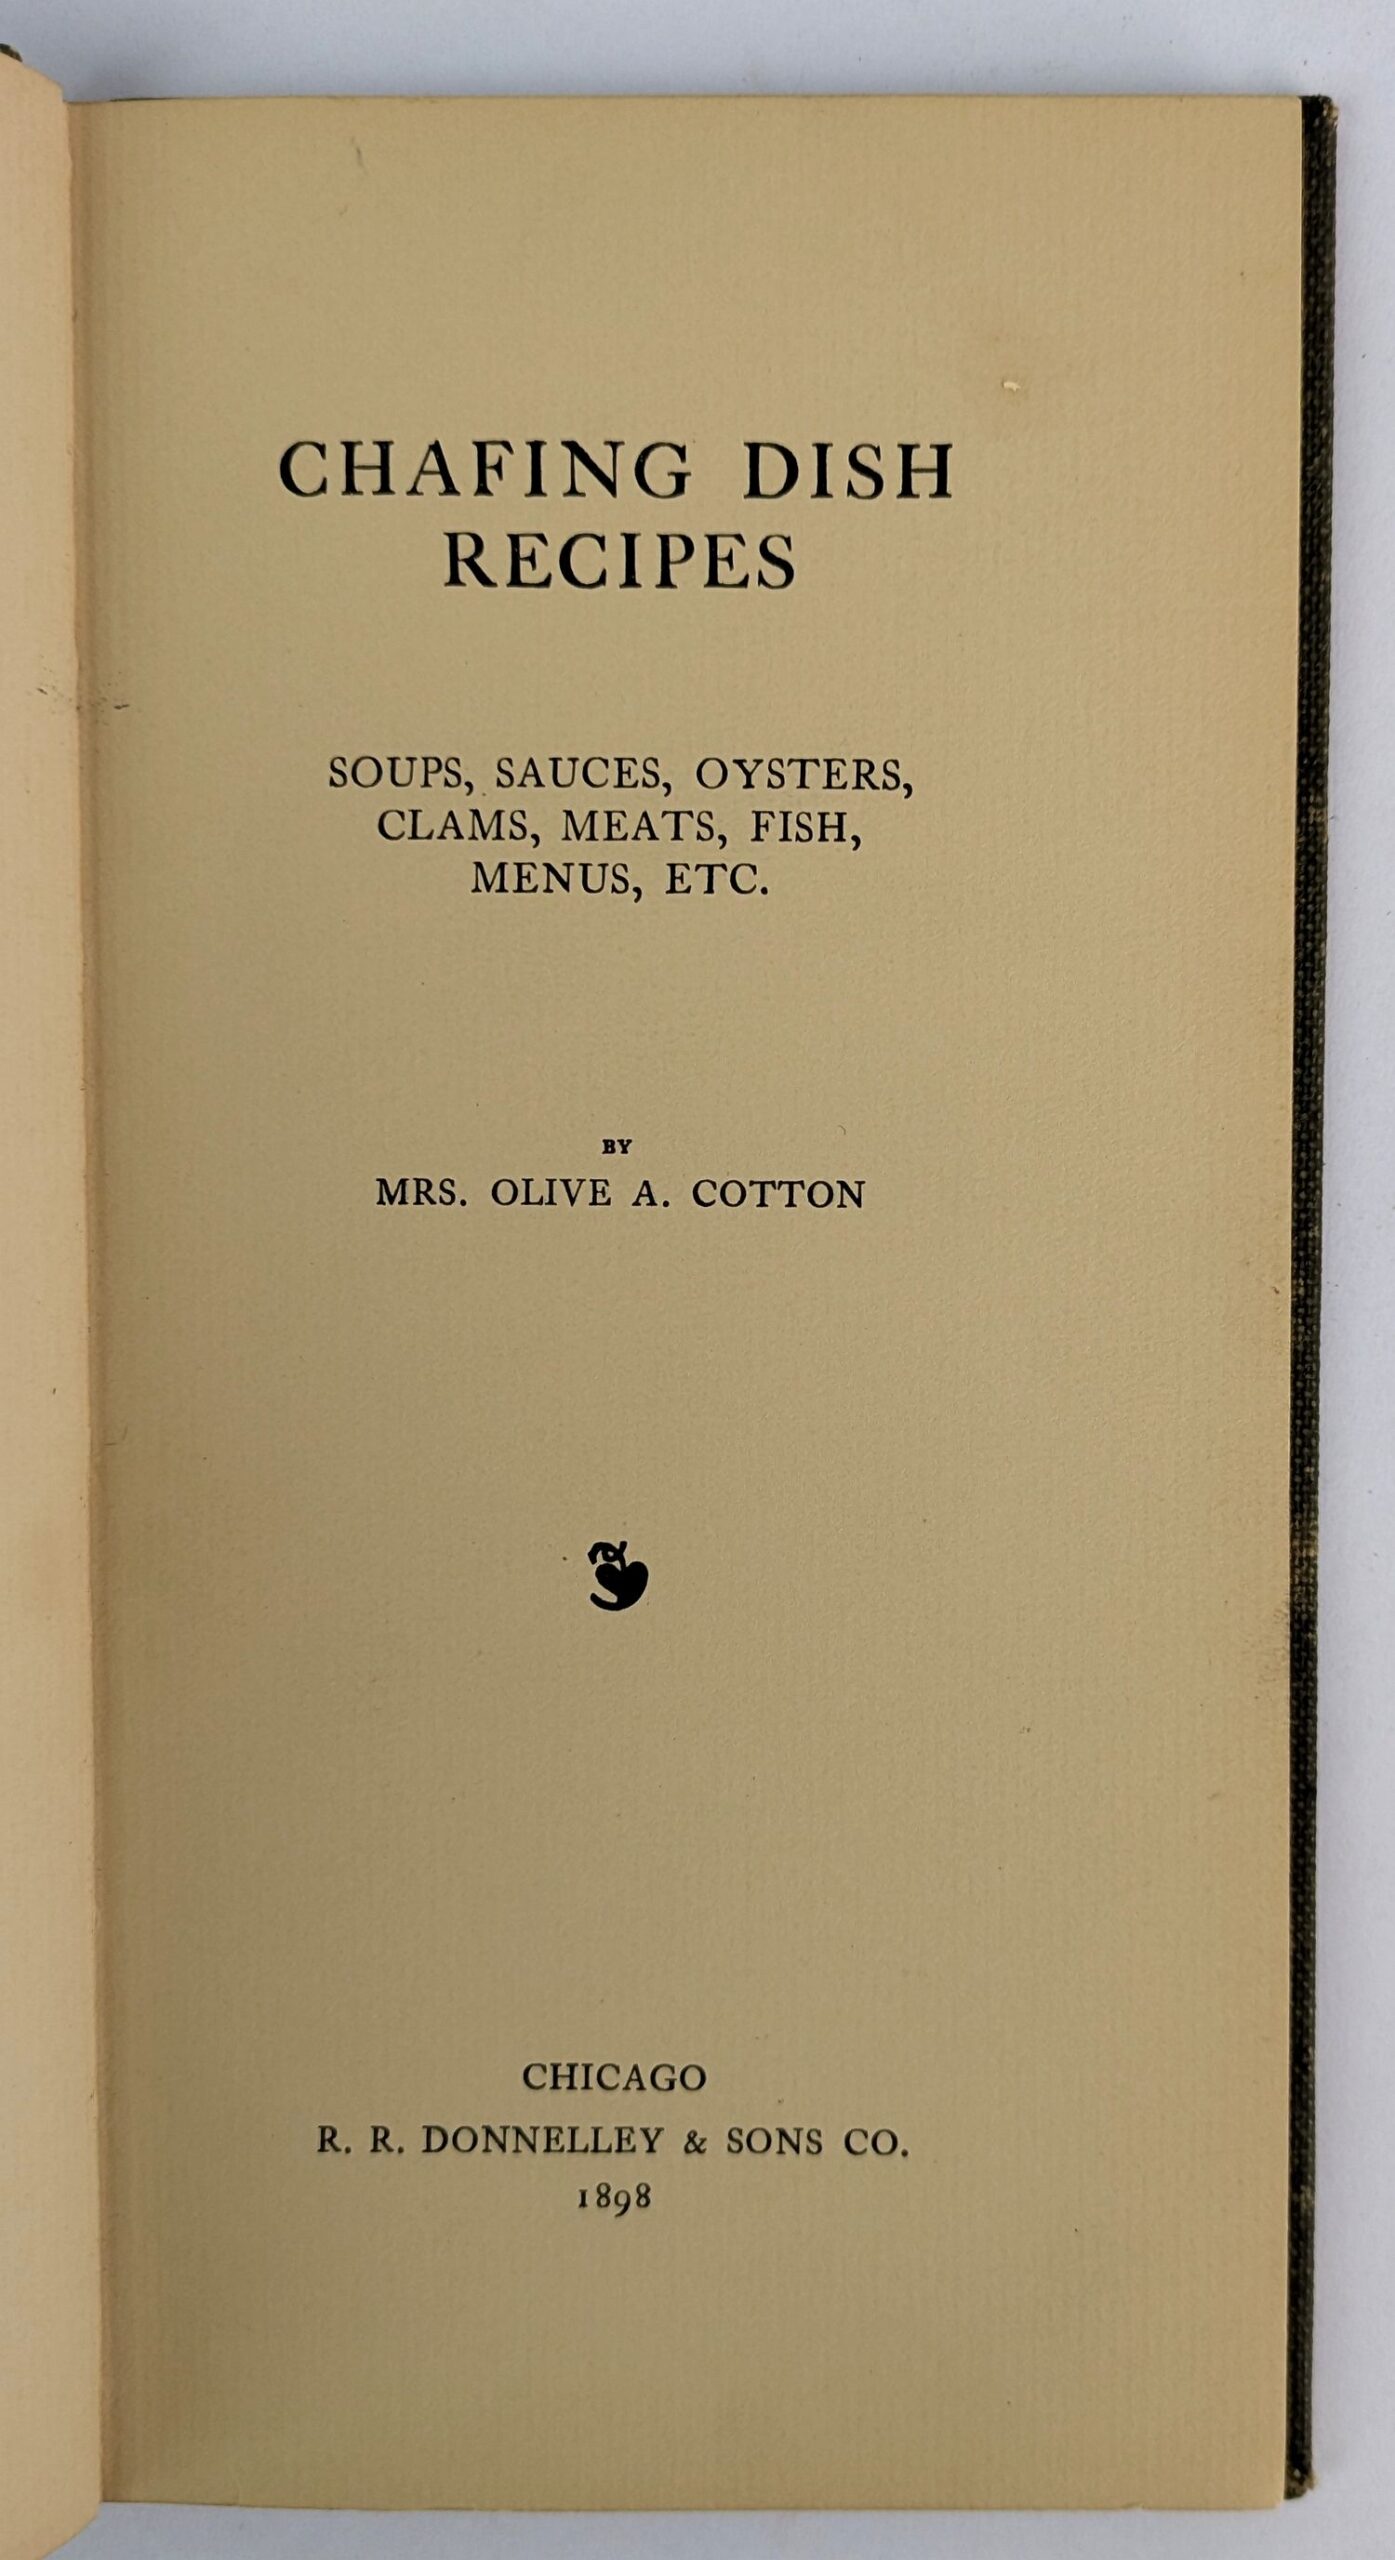 CHAFING DISH
RECIPES
SOUPS, SAUCES, OYSTERS,
CLAMS, MEATS, FISH,
MENUS, ETC.
BY
MRS. OLIVE A. COTTON
CHICAGO
R. R. DONNELLEY & SONS CO.
1898